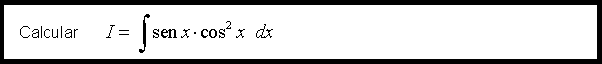 Calcular I = ∫ sen x · cos² x dx